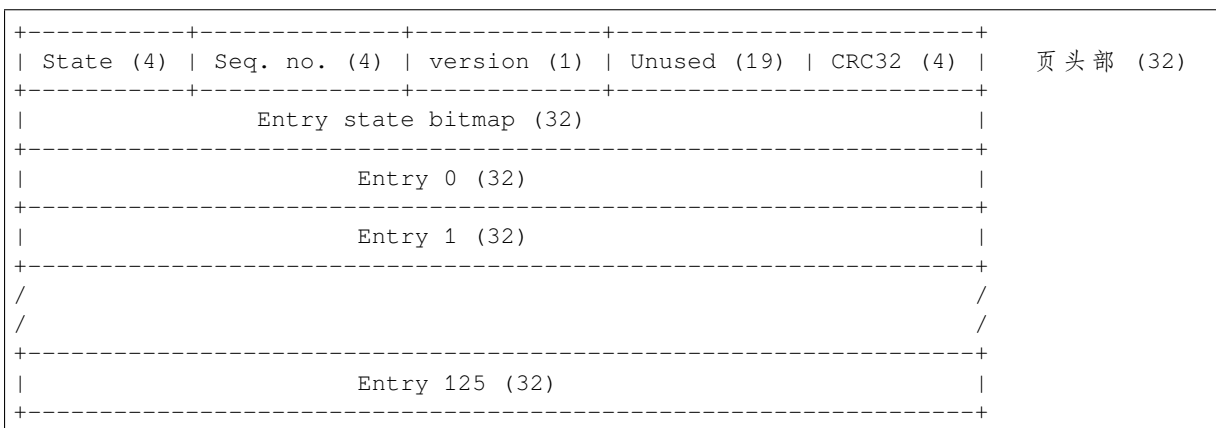 +-----------+--------------+-------------+-------------------------+
| State (4) | Seq. no. (4) | version (1) | Unused (19) | CRC32 (4) | 页头部 (32)
+-----------+--------------+-------------+-------------------------+
| Entry state bitmap (32) |
+------------------------------------------------------------------+
| Entry 0 (32) |
+------------------------------------------------------------------+
| Entry 1 (32) |
+------------------------------------------------------------------+
/ /
/ /
+------------------------------------------------------------------+
| Entry 125 (32) |
+------------------------------------------------------------------+